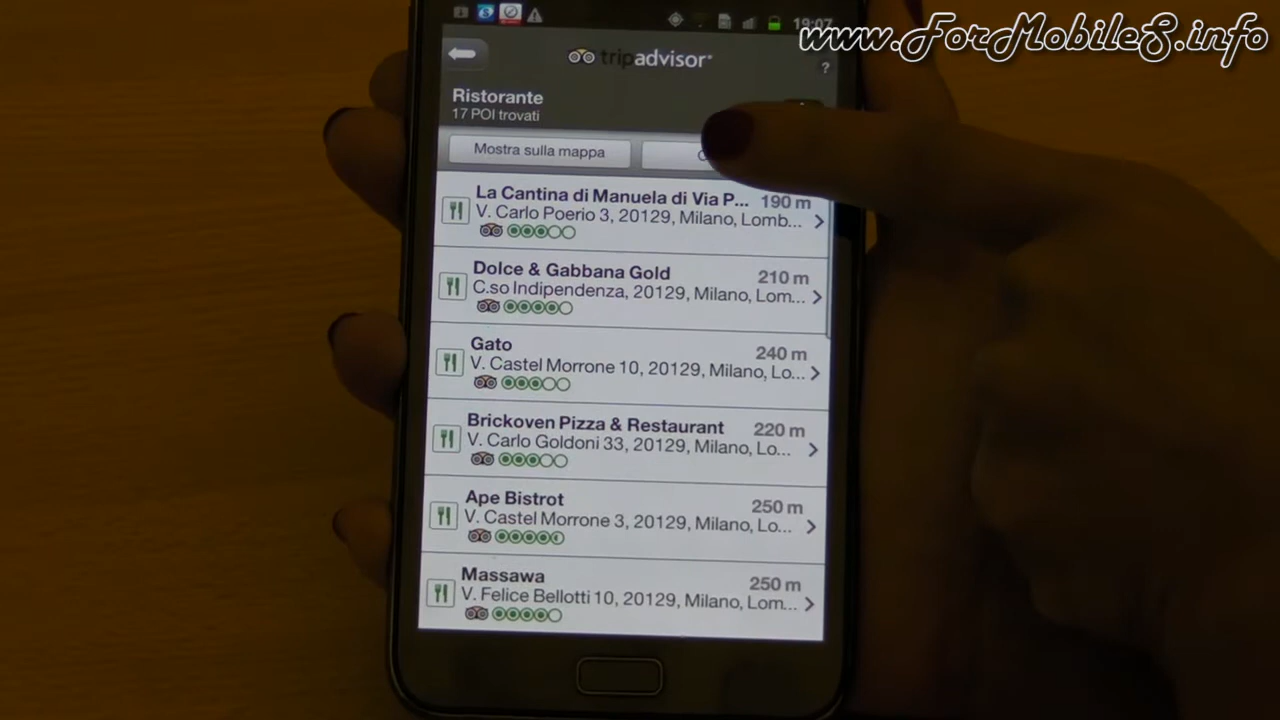 19:07
www.ForMobileS.info
tripadvisor
?
Ristorante
17 POI trovati
Mostra sulla mappa
La Cantina di Manuela di Via P... 190 m
V. Carlo Poerio 3, 20129, Milano, Lomb...
Dolce & Gabbana Gold 210 m
C.so Indipendenza, 20129, Milano, Lom...
Gato 240 m
V. Castel Morrone 10, 20129, Milano, Lo...
Brickoven Pizza & Restaurant 220 m
V. Carlo Goldoni 33, 20129, Milano, Lo...
Ape Bistrot 250 m
V. Castel Morrone 3, 20129, Milano, Lo...
Massawa 250 m
V. Felice Bellotti 10, 20129, Milano, Lom...